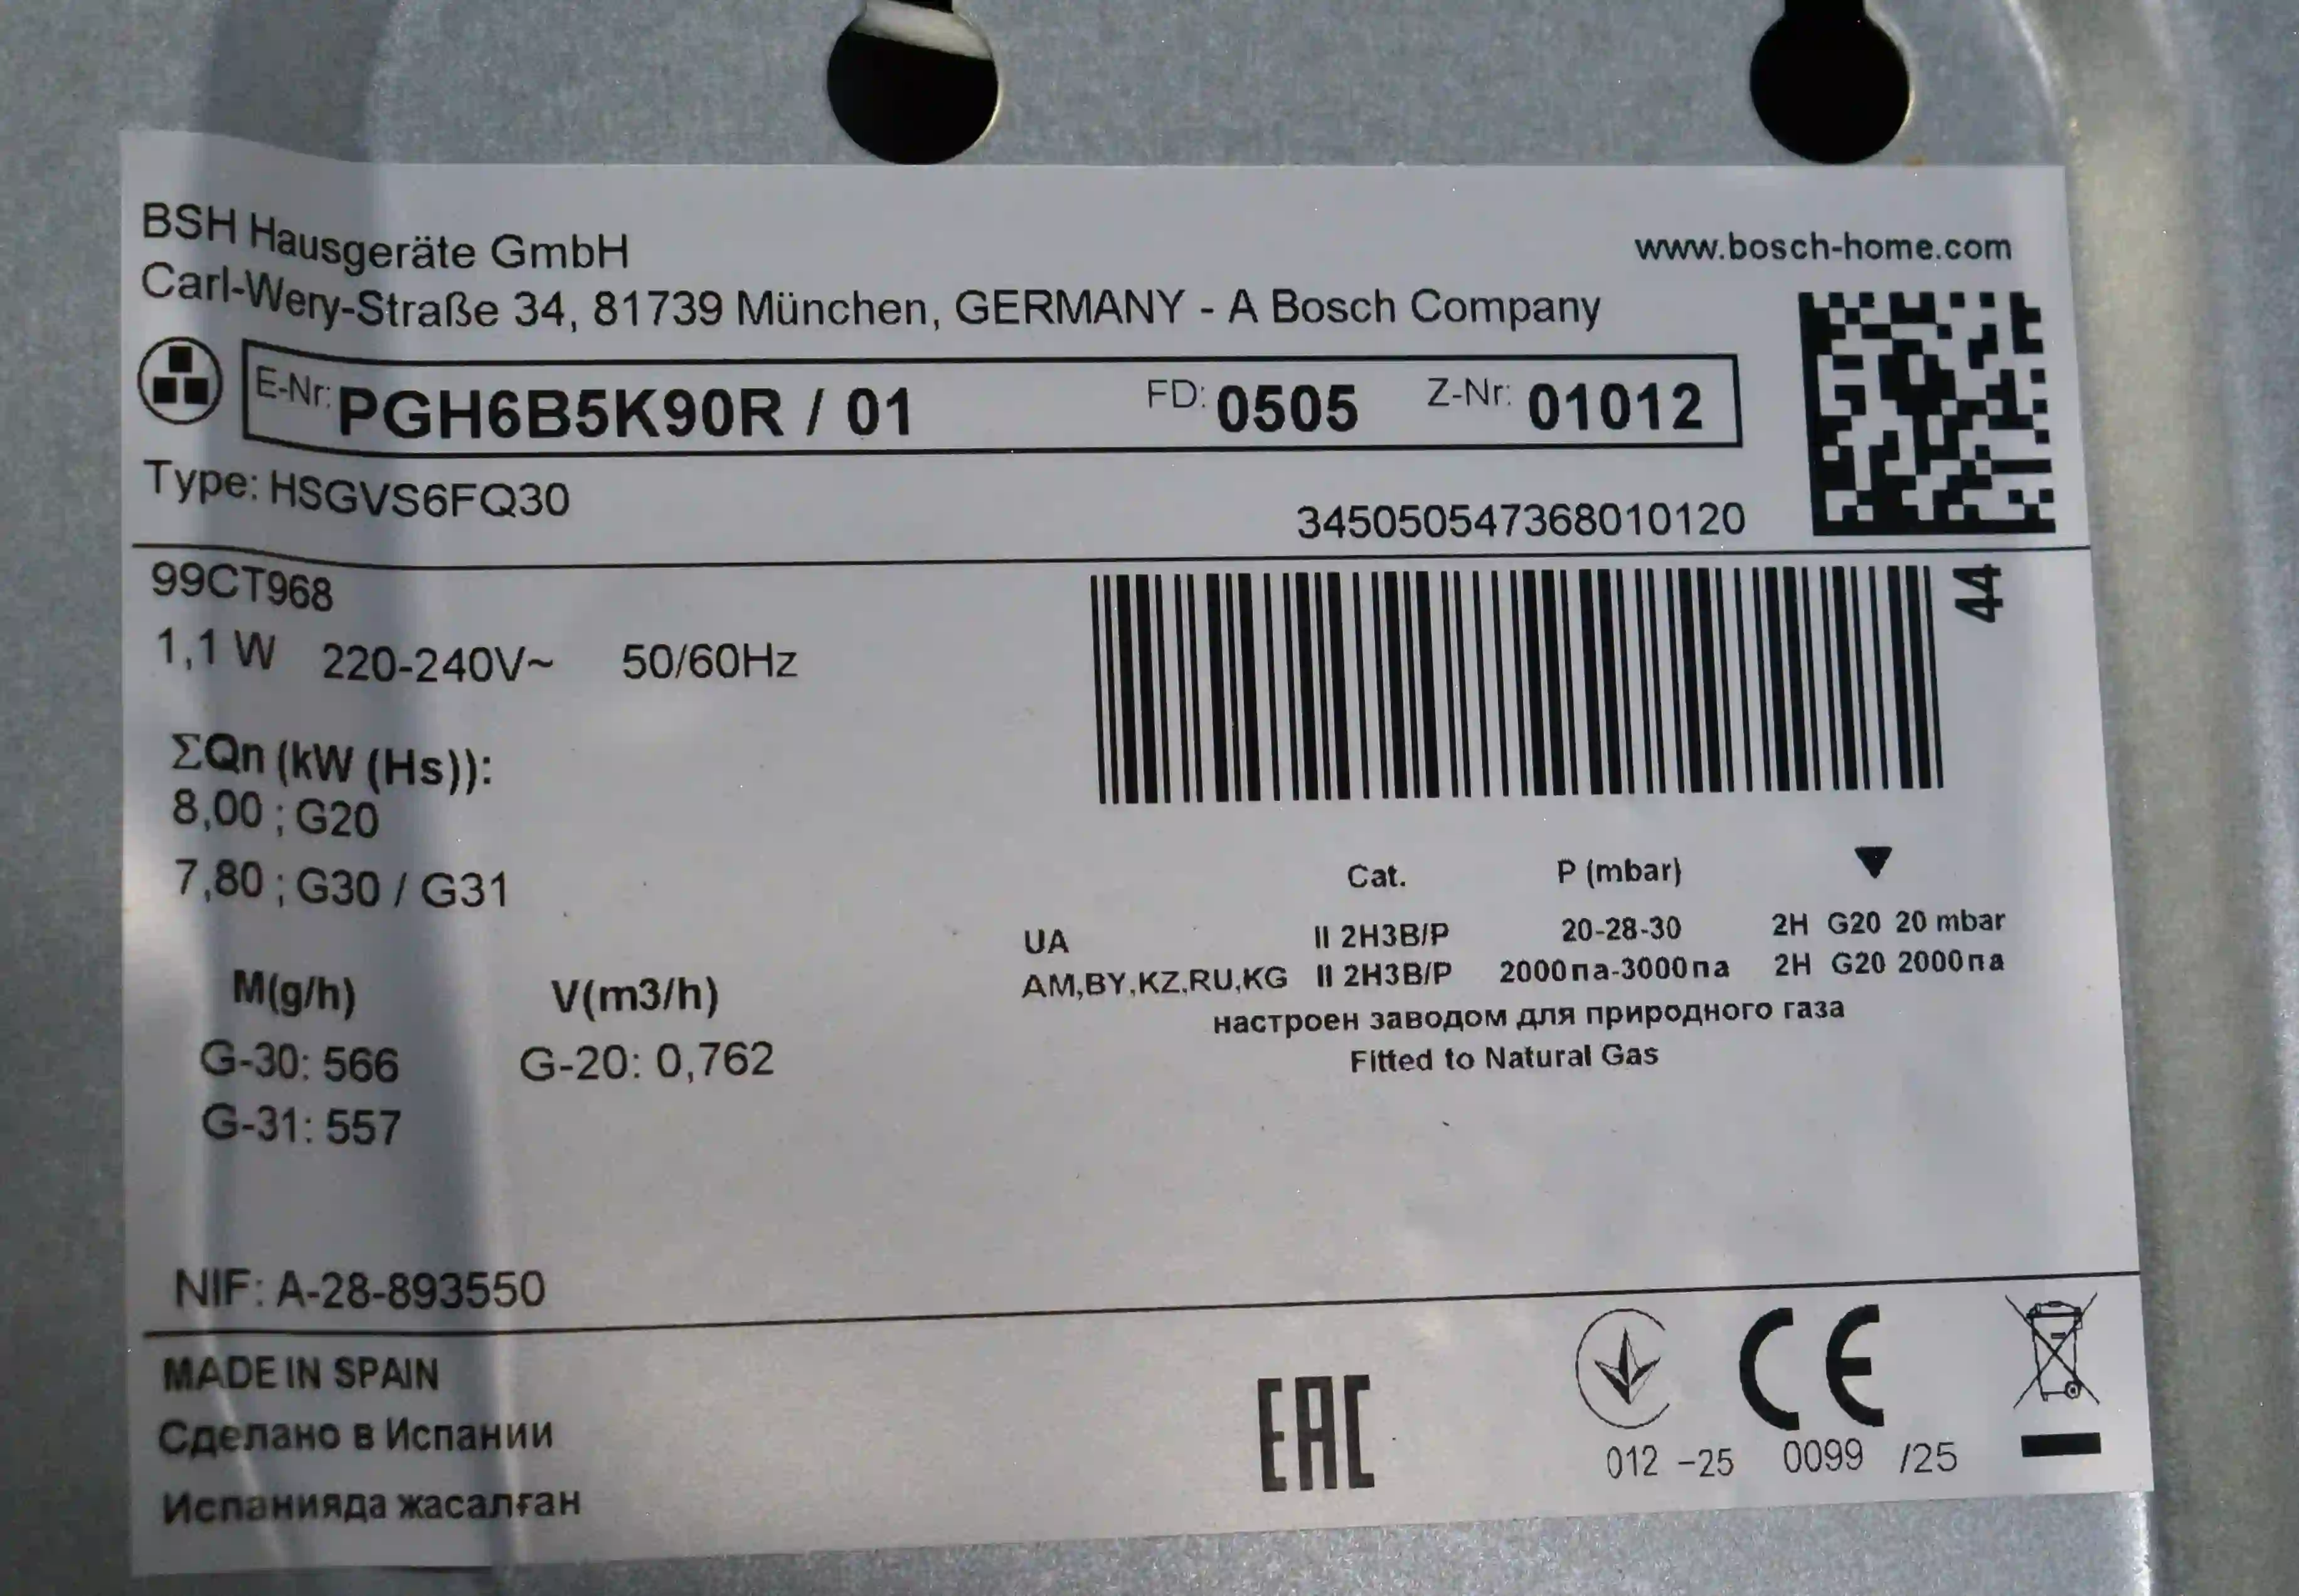 BSH Hausgeräte GmbH
www.bosch-home.com
Carl-Wery-Straße 34, 81739 München, GERMANY - A Bosch Company
E-Nr: PGH6B5K90R / 01 FD: 0505 Z-Nr: 01012
Type: HSGVS6FQ30
345050547368010120
99CT968
44
1,1 W 220-240V~ 50/60Hz
ΣQn (kW (Hs)):
8,00 ; G20
7,80 ; G30 / G31
Cat. P (mbar)
UA II 2H3B/P 20-28-30 2H G20 20 mbar
AM,BY,KZ,RU,KG II 2H3B/P 2000па-3000па 2H G20 2000па
настроен заводом для природного газа
Fitted to Natural Gas
M(g/h) V(m3/h)
G-30: 566 G-20: 0,762
G-31: 557
NIF: A-28-893550
MADE IN SPAIN
Сделано в Испании
Испанияда жасалған
EAC
CE
012 -25 0099 /25